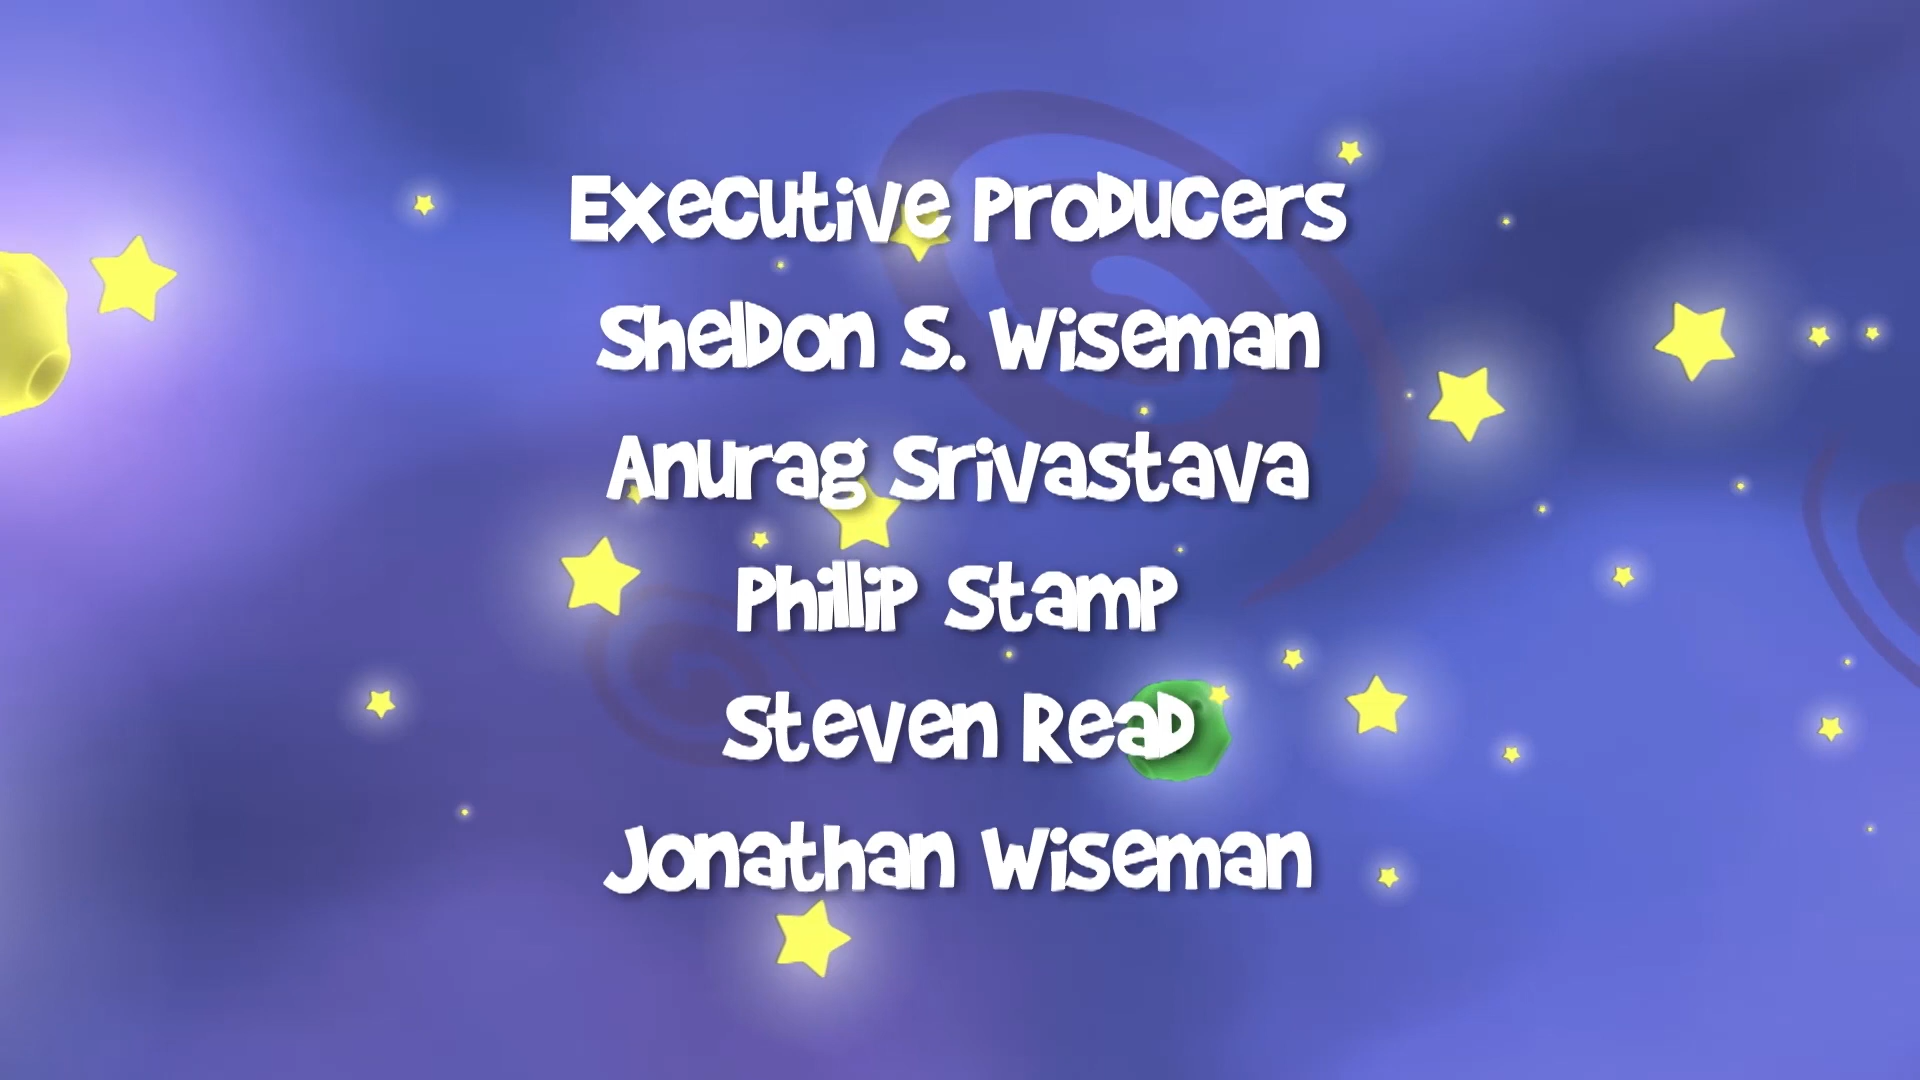 Executive Producers
Sheldon S. Wiseman
Anurag Srivastava
Phillip Stamp
Steven Read
Jonathan Wiseman